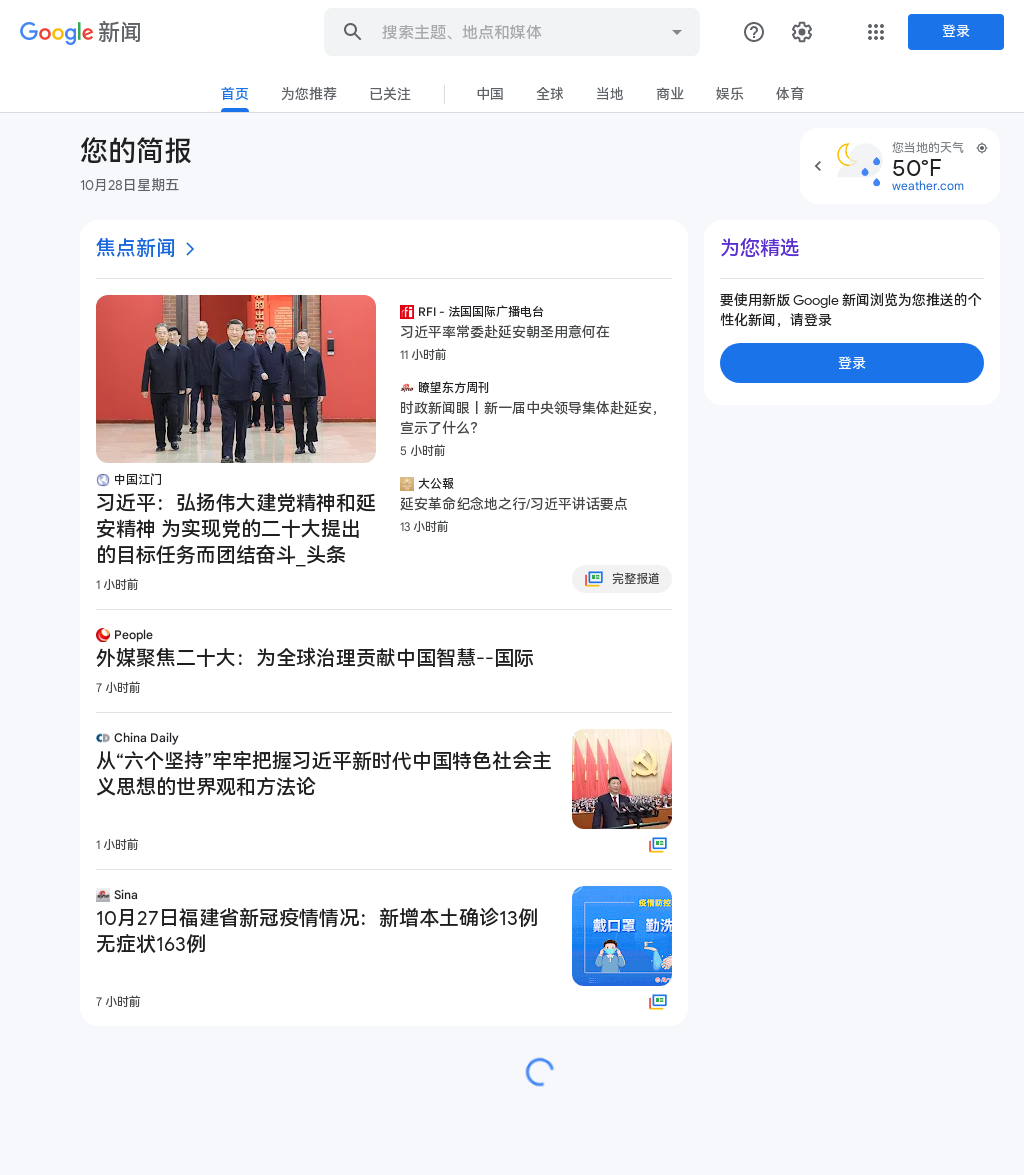 Google 新闻
搜索主题、地点和媒体
登录
首页
为您推荐
已关注
中国
全球
当地
商业
娱乐
体育
您的简报
10月28日星期五
您当地的天气
50°F
weather.com
焦点新闻
的出发点
中国江门
习近平：弘扬伟大建党精神和延
安精神 为实现党的二十大提出
的目标任务而团结奋斗_头条
1 小时前
RFI - 法国国际广播电台
习近平率常委赴延安朝圣用意何在
11 小时前
瞭望东方周刊
时政新闻眼丨新一届中央领导集体赴延安，
宣示了什么？
5 小时前
大公報
延安革命纪念地之行/习近平讲话要点
13 小时前
完整报道
People
外媒聚焦二十大：为全球治理贡献中国智慧--国际
7 小时前
China Daily
从“六个坚持”牢牢把握习近平新时代中国特色社会主
义思想的世界观和方法论
1 小时前
Sina
10月27日福建省新冠疫情情况：新增本土确诊13例
无症状163例
7 小时前
疫情防控
戴口罩 勤洗
为您精选
要使用新版 Google 新闻浏览为您推送的个
性化新闻，请登录
登录